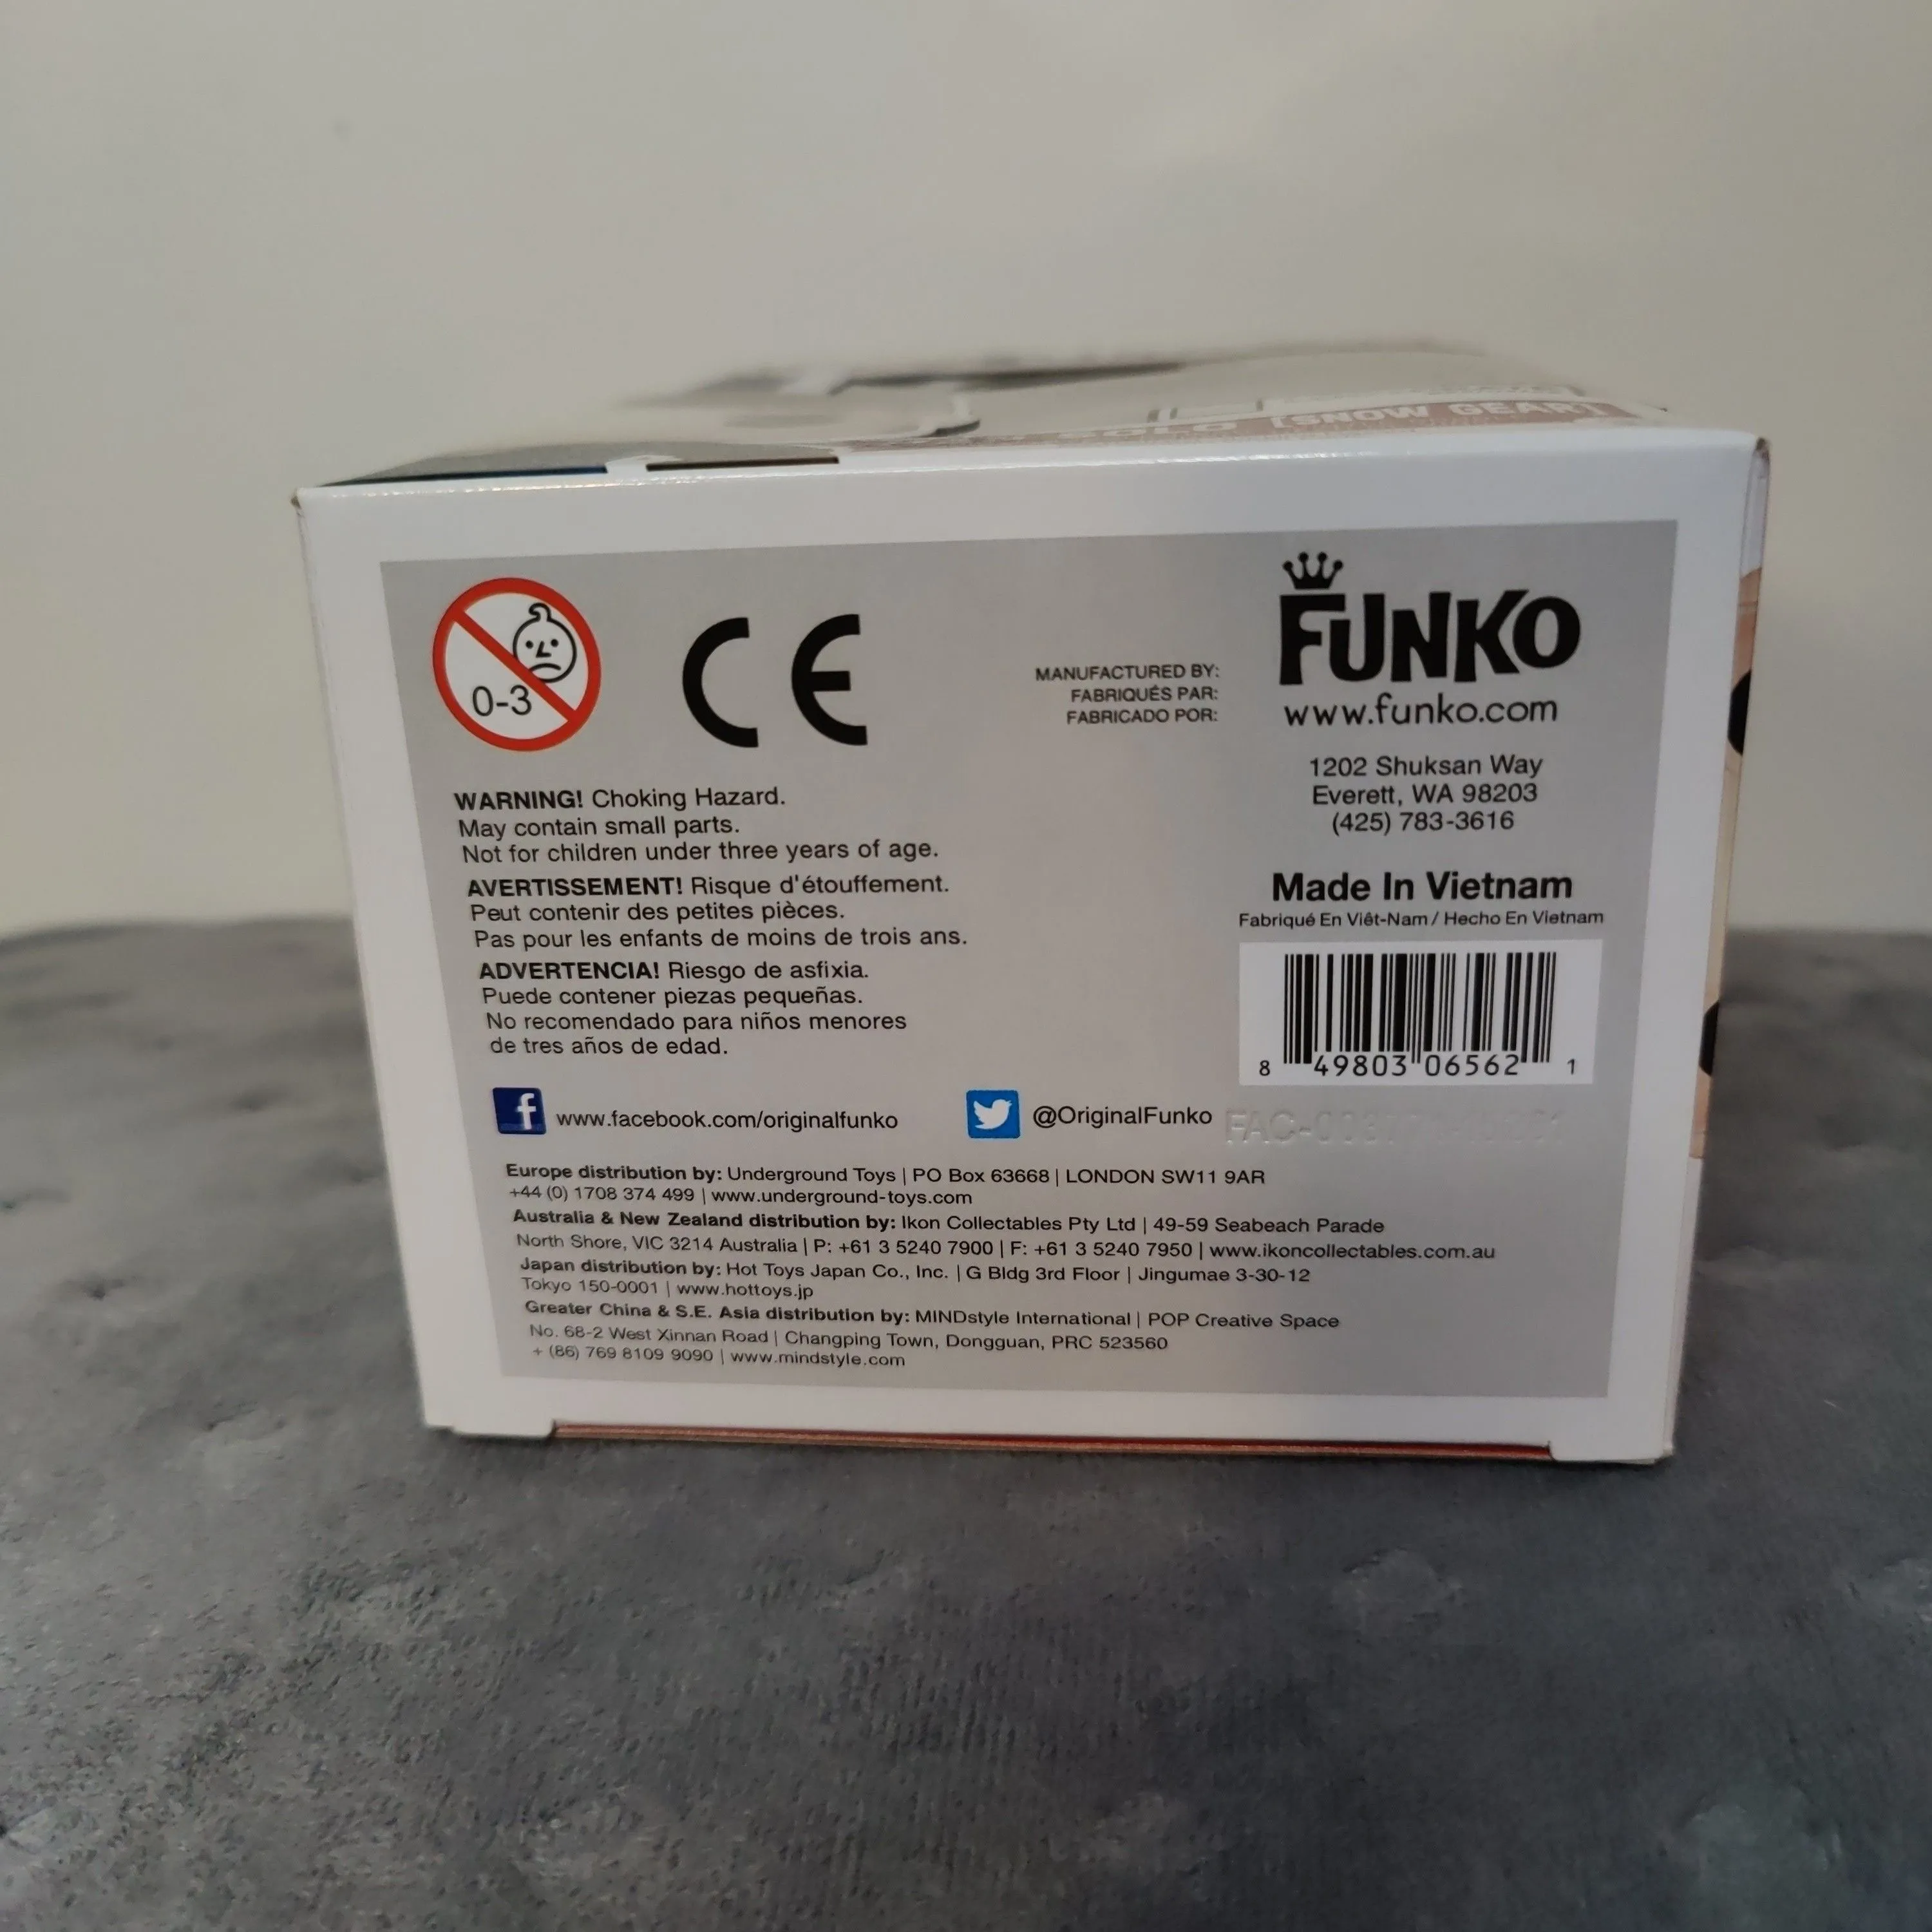 SOLO [SNOW GEAR]
0-3
CE
MANUFACTURED BY:
FABRIQUÉS PAR:
FABRICADO POR:
FUNKO
www.funko.com
1202 Shuksan Way
Everett, WA 98203
(425) 783-3616
Made In Vietnam
Fabriqué En Viêt-Nam / Hecho En Vietnam
8 49803 06562 1
WARNING! Choking Hazard.
May contain small parts.
Not for children under three years of age.
AVERTISSEMENT! Risque d'étouffement.
Peut contenir des petites pièces.
Pas pour les enfants de moins de trois ans.
ADVERTENCIA! Riesgo de asfixia.
Puede contener piezas pequeñas.
No recomendado para niños menores
de tres años de edad.
f www.facebook.com/originalfunko
@OriginalFunko
Europe distribution by: Underground Toys | PO Box 63668 | LONDON SW11 9AR
+44 (0) 1708 374 499 | www.underground-toys.com
Australia & New Zealand distribution by: Ikon Collectables Pty Ltd | 49-59 Seabeach Parade
North Shore, VIC 3214 Australia | P: +61 3 5240 7900 | F: +61 3 5240 7950 | www.ikoncollectables.com.au
Japan distribution by: Hot Toys Japan Co., Inc. | G Bldg 3rd Floor | Jingumae 3-30-12
Tokyo 150-0001 | www.hottoys.jp
Greater China & S.E. Asia distribution by: MINDstyle International | POP Creative Space
No. 68-2 West Xinnan Road | Changping Town, Dongguan, PRC 523560
+ (86) 769 8109 9090 | www.mindstyle.com